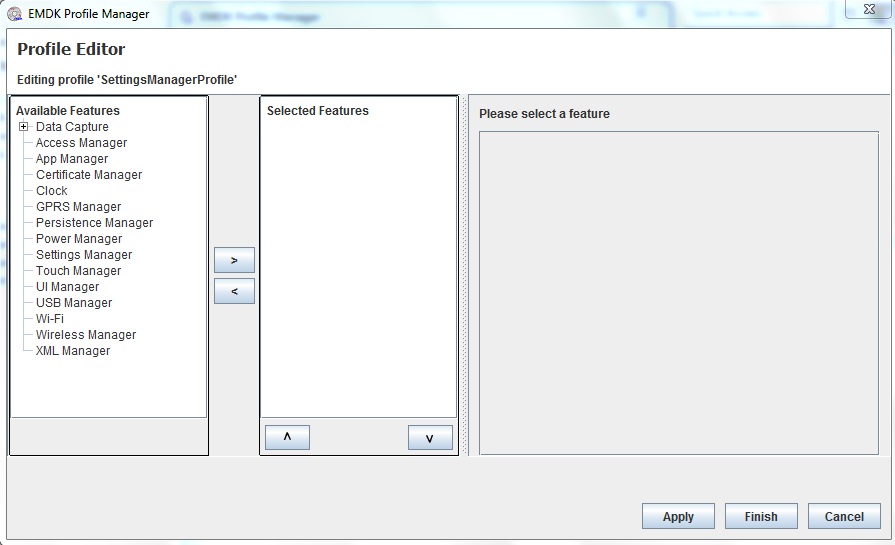 EMDK Profile Manager
Profile Editor
Editing profile 'SettingsManagerProfile'
Available Features
Data Capture
Access Manager
App Manager
Certificate Manager
Clock
GPRS Manager
Persistence Manager
Power Manager
Settings Manager
Touch Manager
UI Manager
USB Manager
Wi-Fi
Wireless Manager
XML Manager
>
<
Selected Features
˄
˅
Please select a feature
Apply
Finish
Cancel